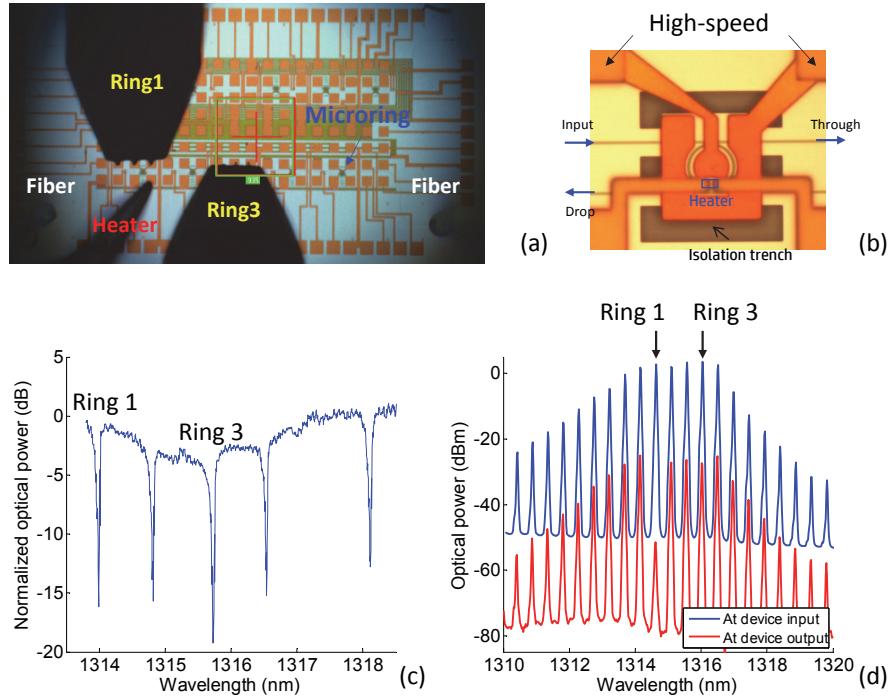 Ring1
Microring
Fiber
Fiber
Heater
Ring3
(a)
High-speed
Input
Through
Drop
Heater
Isolation trench
(b)
Ring 1
Ring 3
Normalized optical power (dB)
5
0
-5
-10
-15
-20
1314
1315
1316
1317
1318
Wavelength (nm)
(c)
Ring 1
Ring 3
Optical power (dBm)
0
-20
-40
-60
-80
At device input
At device output
1310
1312
1314
1316
1318
1320
Wavelength (nm)
(d)